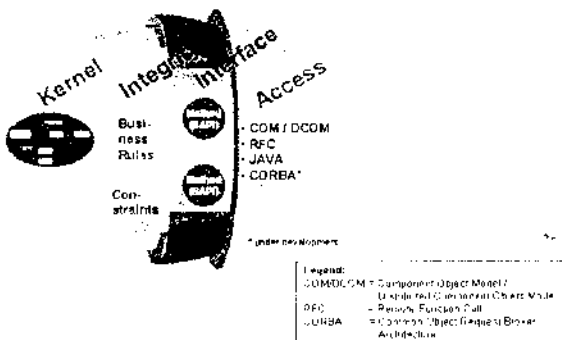 Kernel
Integrity
Interface
Access
Busi-
ness
Rules
Con-
straints
(BAPI)
(BAPI)
- COM / DCOM
- RFC
- JAVA
- CORBA*
* under development
Legend:
COM/DCOM = Component Object Model /
Distributed Component Object Model
RFC = Remote Function Call
CORBA = Common Object Request Broker
Architecture